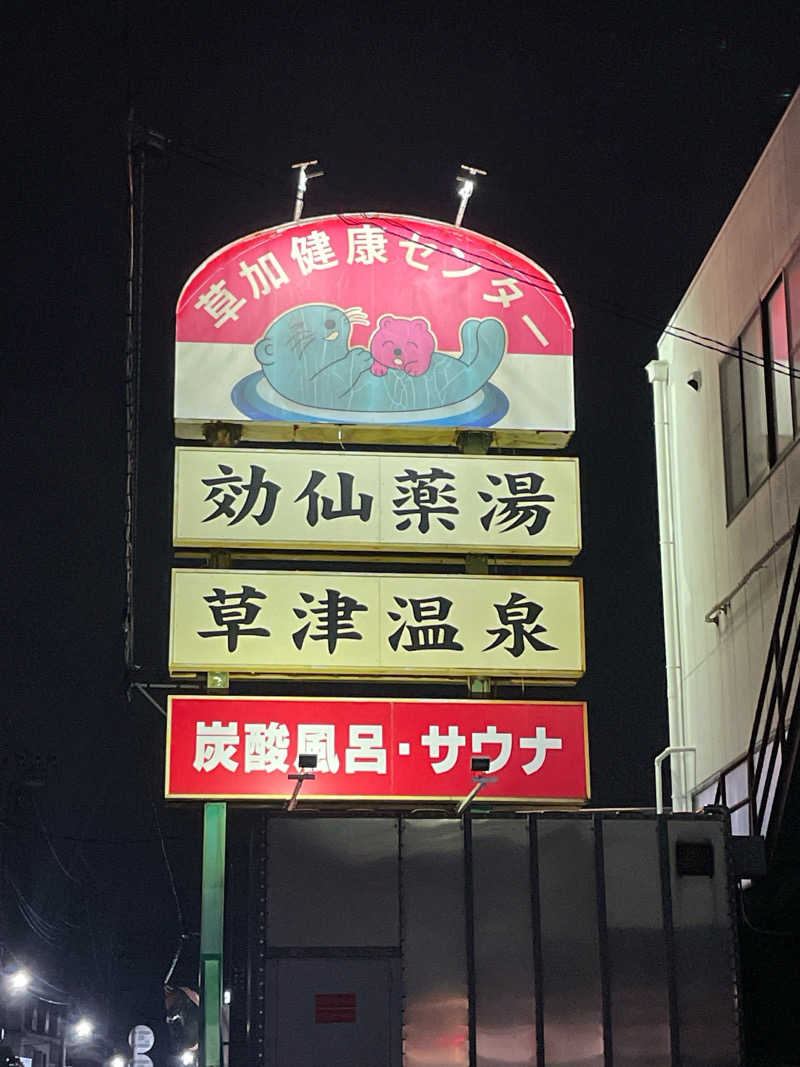 草加健康センター
効仙薬湯
草津温泉
炭酸風呂・サウナ